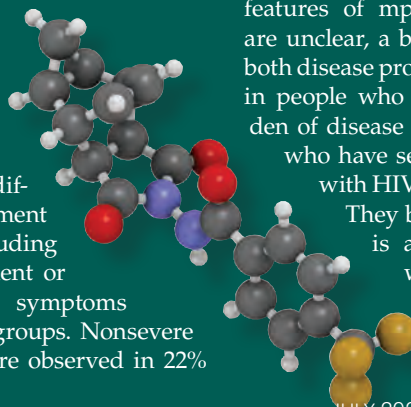 features of mp
are unclear, a b
both disease pro
in people who
den of disease
who have se
with HIV
They b
is a
dif-
ment
uding
ent or
symptoms
groups. Nonsevere
re observed in 22%